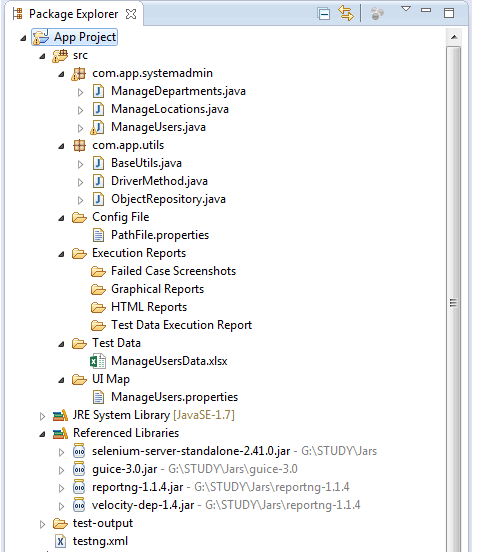 Package Explorer
App Project
src
com.app.systemadmin
ManageDepartments.java
ManageLocations.java
ManageUsers.java
com.app.utils
BaseUtils.java
DriverMethod.java
ObjectRepository.java
Config File
PathFile.properties
Execution Reports
Failed Case Screenshots
Graphical Reports
HTML Reports
Test Data Execution Report
Test Data
ManageUsersData.xlsx
UI Map
ManageUsers.properties
JRE System Library [JavaSE-1.7]
Referenced Libraries
selenium-server-standalone-2.41.0.jar - G:\STUDY\Jars
guice-3.0.jar - G:\STUDY\Jars\guice-3.0
reportng-1.1.4.jar - G:\STUDY\Jars\reportng-1.1.4
velocity-dep-1.4.jar - G:\STUDY\Jars\reportng-1.1.4
test-output
testng.xml